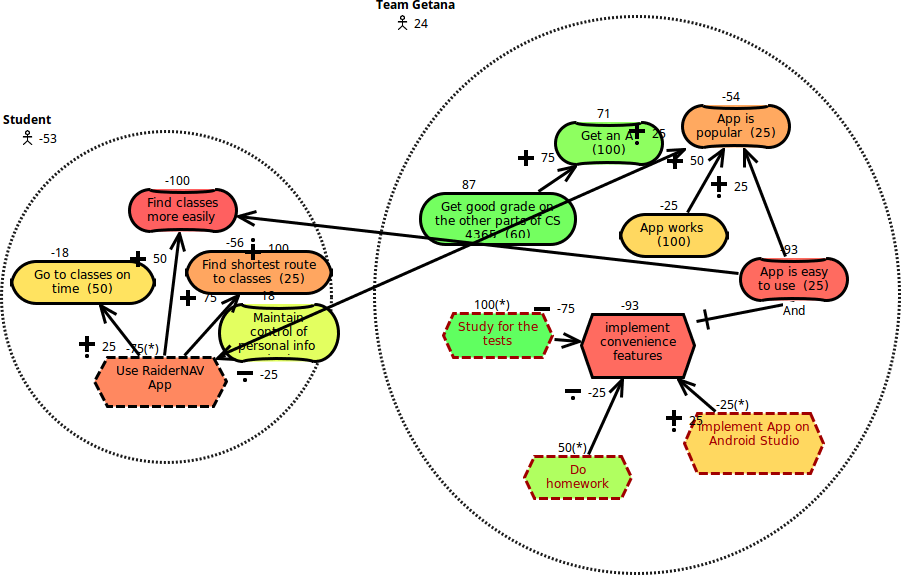 Team Getana
24
Student
-53
-100
Find classes
more easily
-18
Go to classes on
time (50)
50
-56
100
Find shortest route
to classes (25)
75
18
Maintain
control of
personal info
25
-75(*)
Use RaiderNAV
App
-25
71
Get an A
(100)
25
-54
App is
popular (25)
75
50
87
Get good grade on
the other parts of CS
4365 (60)
25
-25
App works
(100)
-93
App is easy
to use (25)
And
100(*)
Study for the
tests
-75
-93
implement
convenience
features
-25
-25(*)
25
implement App on
Android Studio
50(*)
Do
homework